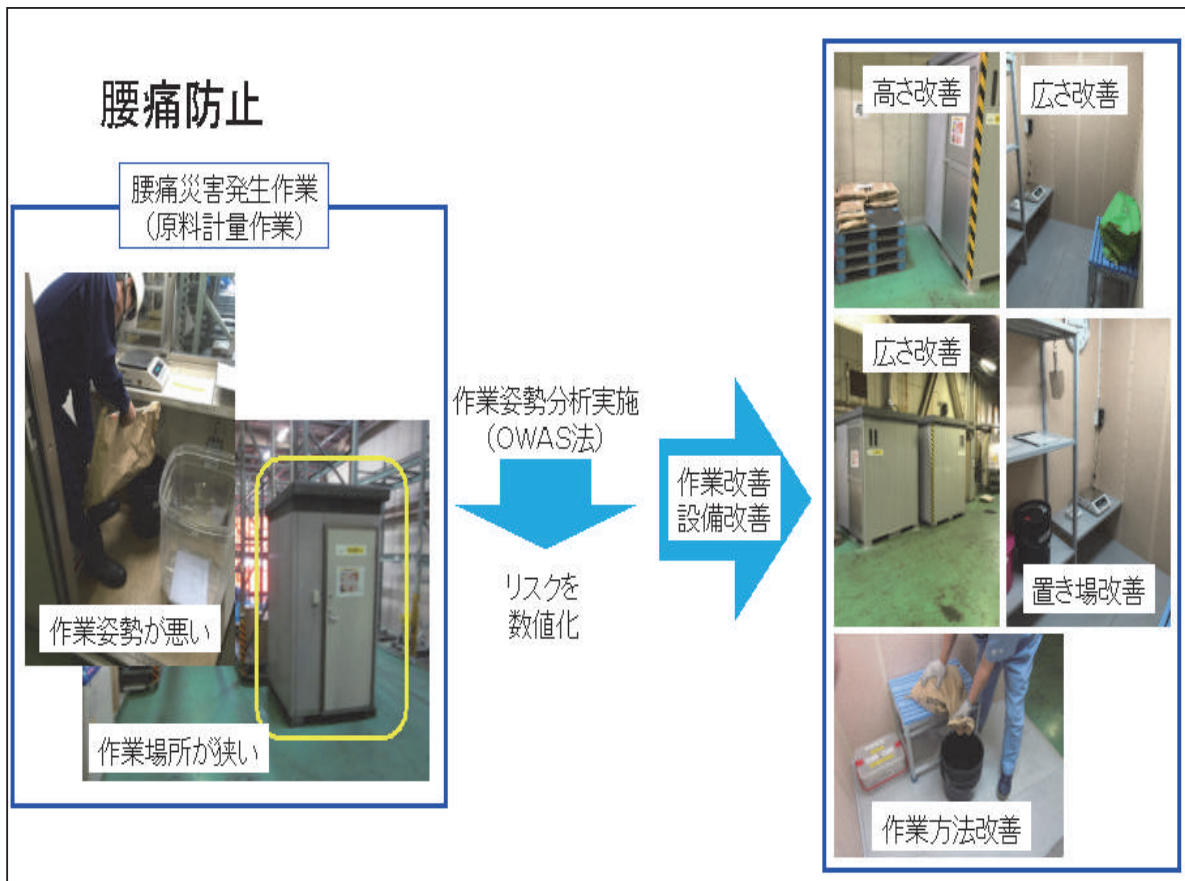 腰痛防止
腰痛災害発生作業
(原料計量作業)
作業姿勢が悪い
作業場所が狭い
作業姿勢分析実施
(OWAS法)
リスクを
数値化
作業改善
設備改善
高さ改善
広さ改善
広さ改善
置き場改善
作業方法改善